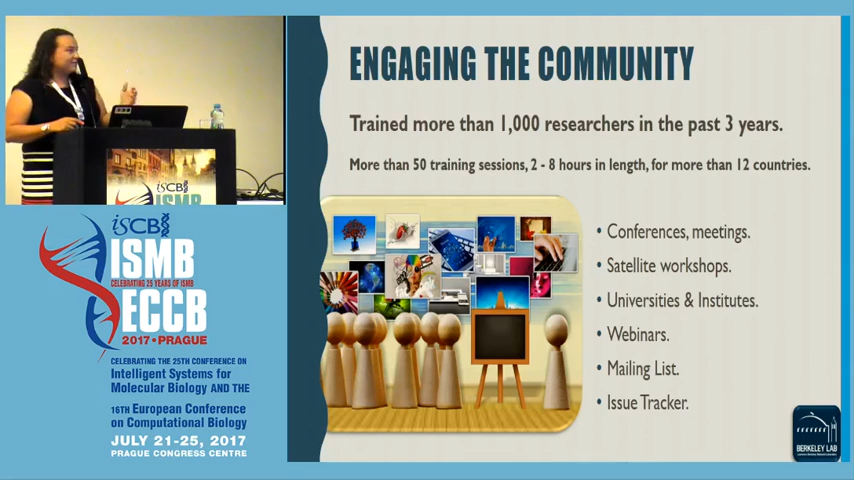 ENGAGING THE COMMUNITY
Trained more than 1,000 researchers in the past 3 years.
More than 50 training sessions, 2 - 8 hours in length, for more than 12 countries.
• Conferences, meetings.
• Satellite workshops.
• Universities & Institutes.
• Webinars.
• Mailing List.
• Issue Tracker.
BERKELEY LAB
iSCB
ISMB
iSCB
ISMB
CELEBRATING 25 YEARS OF ISMB
ECCB
2017 • PRAGUE
CELEBRATING THE 25TH CONFERENCE ON
Intelligent Systems for
Molecular Biology AND THE
16TH European Conference
on Computational Biology
JULY 21-25, 2017
PRAGUE CONGRESS CENTRE